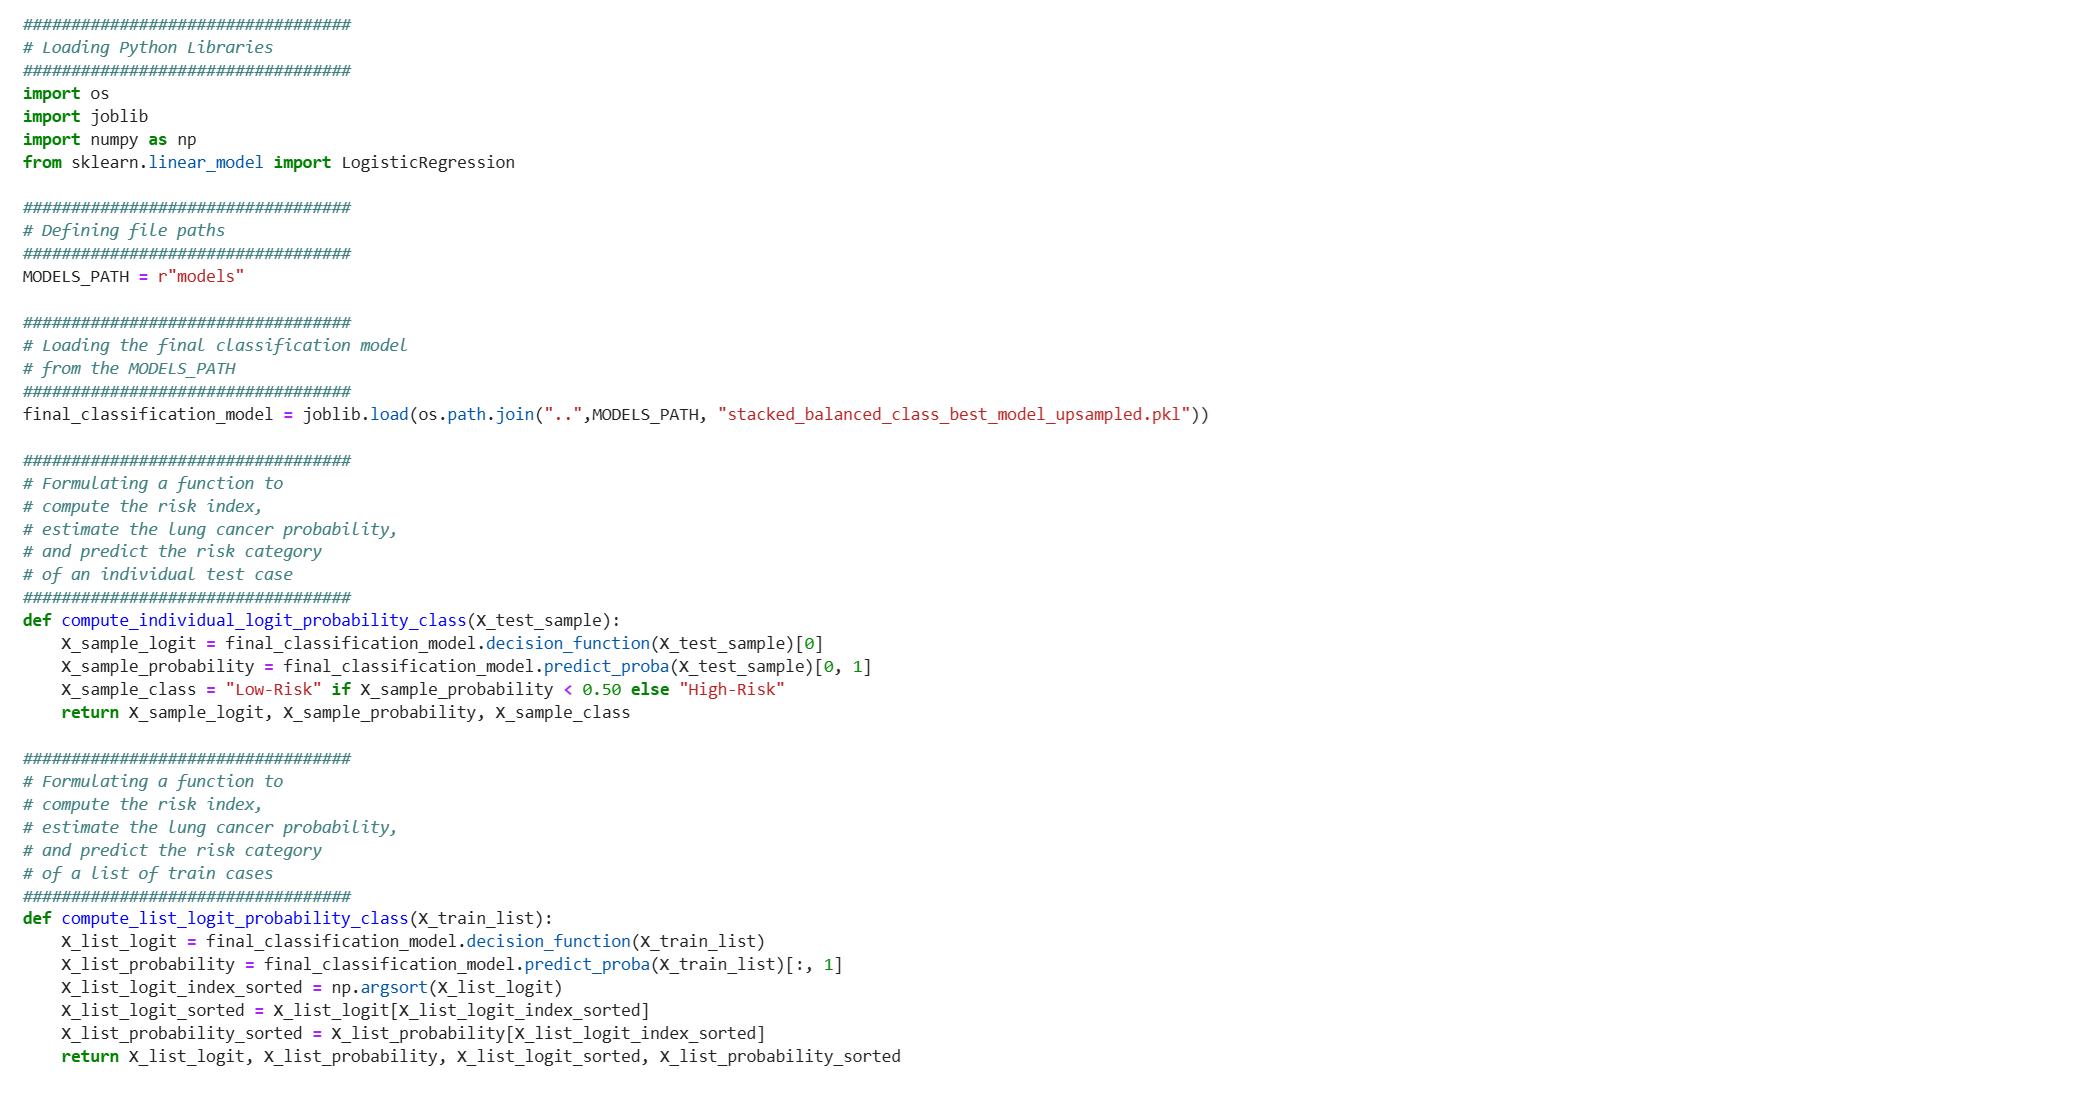 ##################################
# Loading Python Libraries
##################################
import os
import joblib
import numpy as np
from sklearn.linear_model import LogisticRegression
##################################
# Defining file paths
##################################
MODELS_PATH = r"models"
##################################
# Loading the final classification model
# from the MODELS_PATH
##################################
final_classification_model = joblib.load(os.path.join("..",MODELS_PATH, "stacked_balanced_class_best_model_upsampled.pkl"))
##################################
# Formulating a function to
# compute the risk index,
# estimate the lung cancer probability,
# and predict the risk category
# of an individual test case
##################################
def compute_individual_logit_probability_class(X_test_sample):
    X_sample_logit = final_classification_model.decision_function(X_test_sample)[0]
    X_sample_probability = final_classification_model.predict_proba(X_test_sample)[0, 1]
    X_sample_class = "Low-Risk" if X_sample_probability < 0.50 else "High-Risk"
    return X_sample_logit, X_sample_probability, X_sample_class
##################################
# Formulating a function to
# compute the risk index,
# estimate the lung cancer probability,
# and predict the risk category
# of a list of train cases
##################################
def compute_list_logit_probability_class(X_train_list):
    X_list_logit = final_classification_model.decision_function(X_train_list)
    X_list_probability = final_classification_model.predict_proba(X_train_list)[:, 1]
    X_list_logit_index_sorted = np.argsort(X_list_logit)
    X_list_logit_sorted = X_list_logit[X_list_logit_index_sorted]
    X_list_probability_sorted = X_list_probability[X_list_logit_index_sorted]
    return X_list_logit, X_list_probability, X_list_logit_sorted, X_list_probability_sorted